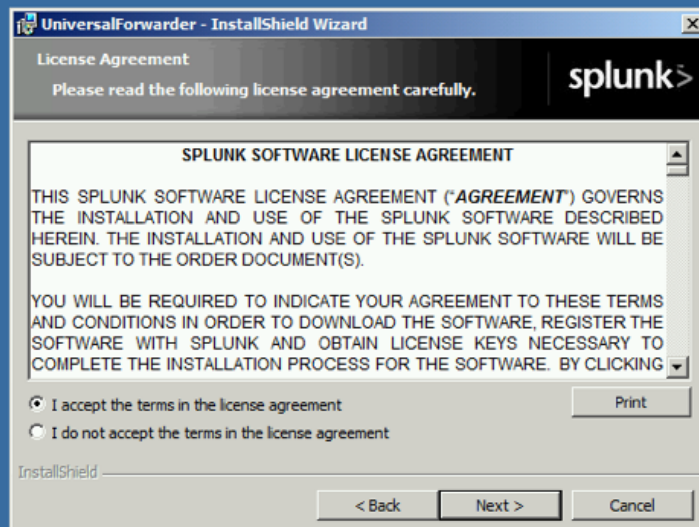 UniversalForwarder - InstallShield Wizard
License Agreement
Please read the following license agreement carefully.
splunk>
SPLUNK SOFTWARE LICENSE AGREEMENT
THIS SPLUNK SOFTWARE LICENSE AGREEMENT ("AGREEMENT") GOVERNS
THE INSTALLATION AND USE OF THE SPLUNK SOFTWARE DESCRIBED
HEREIN. THE INSTALLATION AND USE OF THE SPLUNK SOFTWARE WILL BE
SUBJECT TO THE ORDER DOCUMENT(S).
YOU WILL BE REQUIRED TO INDICATE YOUR AGREEMENT TO THESE TERMS
AND CONDITIONS IN ORDER TO DOWNLOAD THE SOFTWARE, REGISTER THE
SOFTWARE WITH SPLUNK AND OBTAIN LICENSE KEYS NECESSARY TO
COMPLETE THE INSTALLATION PROCESS FOR THE SOFTWARE. BY CLICKING
I accept the terms in the license agreement
Print
I do not accept the terms in the license agreement
InstallShield
< Back
Next >
Cancel